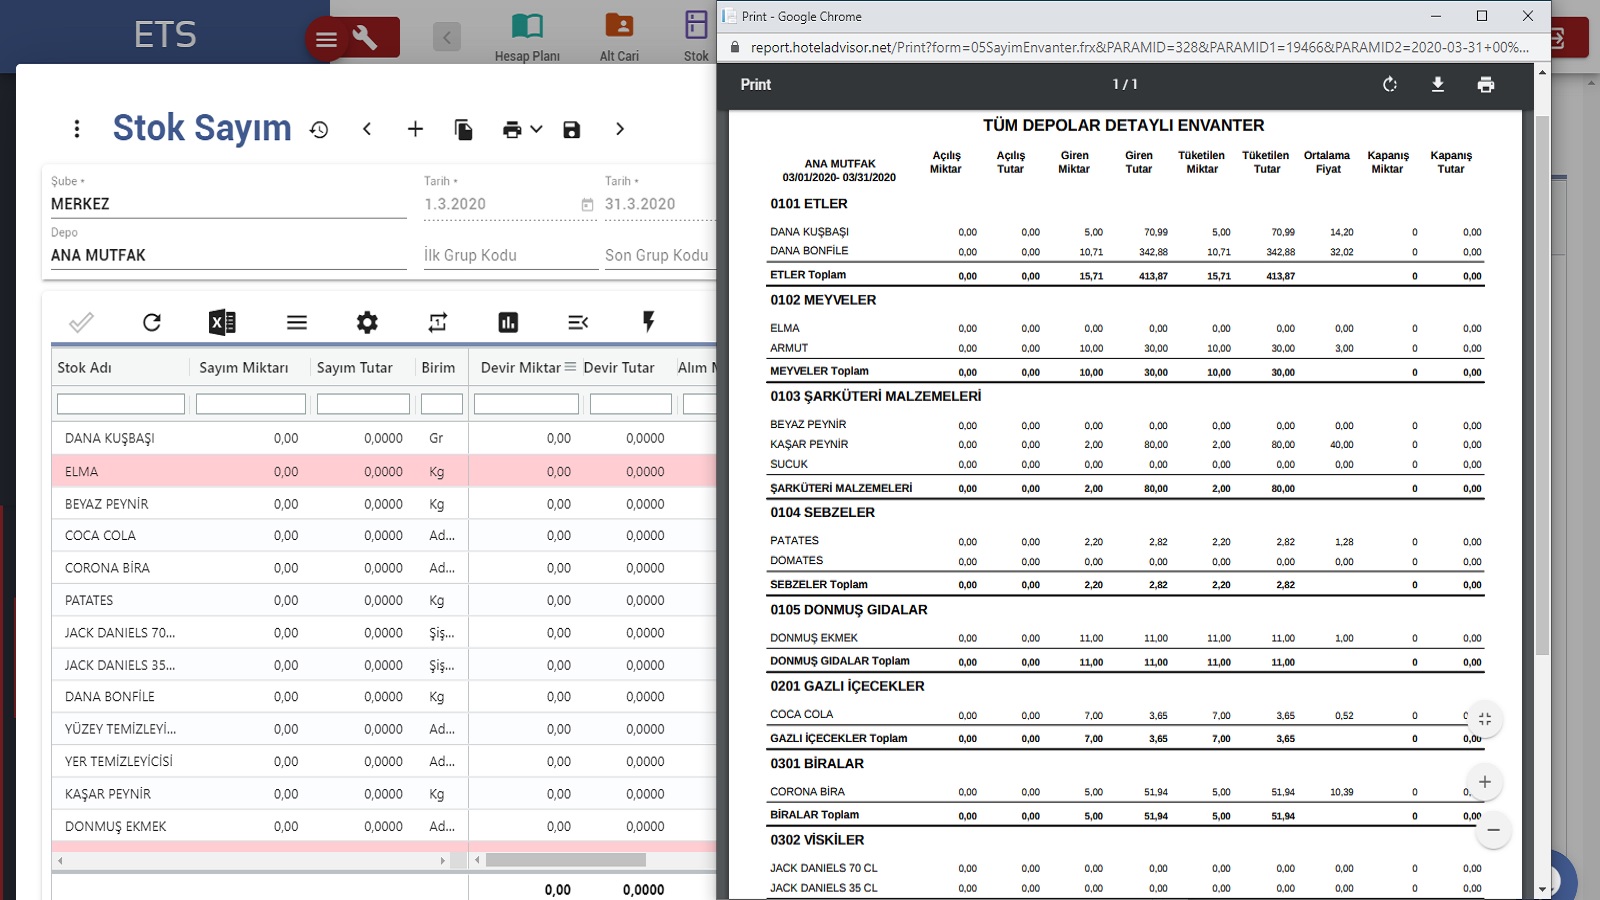 ETS
Hesap Planı
Alt Cari
Stok
Stok Sayım
Şube *
MERKEZ
Tarih *
1.3.2020
Tarih *
31.3.2020
Depo
ANA MUTFAK
İlk Grup Kodu
Son Grup Kodu
Stok Adı Sayım Miktarı Sayım Tutar Birim Devir Miktar Devir Tutar Alım
DANA KUŞBAŞI 0,00 0,0000 Gr 0,00 0,0000
ELMA 0,00 0,0000 Kg 0,00 0,0000
BEYAZ PEYNİR 0,00 0,0000 Kg 0,00 0,0000
COCA COLA 0,00 0,0000 Ad... 0,00 0,0000
CORONA BİRA 0,00 0,0000 Ad... 0,00 0,0000
PATATES 0,00 0,0000 Kg 0,00 0,0000
JACK DANIELS 70... 0,00 0,0000 Şiş... 0,00 0,0000
JACK DANIELS 35... 0,00 0,0000 Şiş... 0,00 0,0000
DANA BONFİLE 0,00 0,0000 Kg 0,00 0,0000
YÜZEY TEMİZLEYİ... 0,00 0,0000 Ad... 0,00 0,0000
YER TEMİZLEYİCİSİ 0,00 0,0000 Ad... 0,00 0,0000
KAŞAR PEYNİR 0,00 0,0000 Kg 0,00 0,0000
DONMUŞ EKMEK 0,00 0,0000 Ad... 0,00 0,0000
0,00 0,0000
Print - Google Chrome
report.hoteladvisor.net/Print?form=05SayimEnvanter.frx&PARAMID=328&PARAMID1=19466&PARAMID2=2020-03-31+00%...
Print 1 / 1
TÜM DEPOLAR DETAYLI ENVANTER
ANA MUTFAK
03/01/2020- 03/31/2020
Açılış Miktar Açılış Tutar Giren Miktar Giren Tutar Tüketilen Miktar Tüketilen Tutar Ortalama Fiyat Kapanış Miktar Kapanış Tutar
0101 ETLER
DANA KUŞBAŞI 0,00 0,00 5,00 70,99 5,00 70,99 14,20 0 0,00
DANA BONFİLE 0,00 0,00 10,71 342,88 10,71 342,88 32,02 0 0,00
ETLER Toplam 0,00 0,00 15,71 413,87 15,71 413,87 0 0,00
0102 MEYVELER
ELMA 0,00 0,00 0,00 0,00 0,00 0,00 0,00 0 0,00
ARMUT 0,00 0,00 10,00 30,00 10,00 30,00 3,00 0 0,00
MEYVELER Toplam 0,00 0,00 10,00 30,00 10,00 30,00 0 0,00
0103 ŞARKÜTERİ MALZEMELERİ
BEYAZ PEYNİR 0,00 0,00 0,00 0,00 0,00 0,00 0,00 0 0,00
KAŞAR PEYNİR 0,00 0,00 2,00 80,00 2,00 80,00 40,00 0 0,00
SUCUK 0,00 0,00 0,00 0,00 0,00 0,00 0,00 0 0,00
ŞARKÜTERİ MALZEMELERİ 0,00 0,00 2,00 80,00 2,00 80,00 0 0,00
0104 SEBZELER
PATATES 0,00 0,00 2,20 2,82 2,20 2,82 1,28 0 0,00
DOMATES 0,00 0,00 0,00 0,00 0,00 0,00 0,00 0 0,00
SEBZELER Toplam 0,00 0,00 2,20 2,82 2,20 2,82 0 0,00
0105 DONMUŞ GIDALAR
DONMUŞ EKMEK 0,00 0,00 11,00 11,00 11,00 11,00 1,00 0 0,00
DONMUŞ GIDALAR Toplam 0,00 0,00 11,00 11,00 11,00 11,00 0 0,00
0201 GAZLI İÇECEKLER
COCA COLA 0,00 0,00 7,00 3,65 7,00 3,65 0,52 0
GAZLI İÇECEKLER Toplam 0,00 0,00 7,00 3,65 7,00 3,65 0 0,00
0301 BİRALAR
CORONA BİRA 0,00 0,00 5,00 51,94 5,00 51,94 10,39 0
BİRALAR Toplam 0,00 0,00 5,00 51,94 5,00 51,94 0 0,00
0302 VİSKİLER
JACK DANIELS 70 CL 0,00 0,00 0,00 0,00 0,00 0,00 0,00 0 0,00
JACK DANIELS 35 CL 0,00 0,00 0,00 0,00 0,00 0,00 0,00 0 0,00